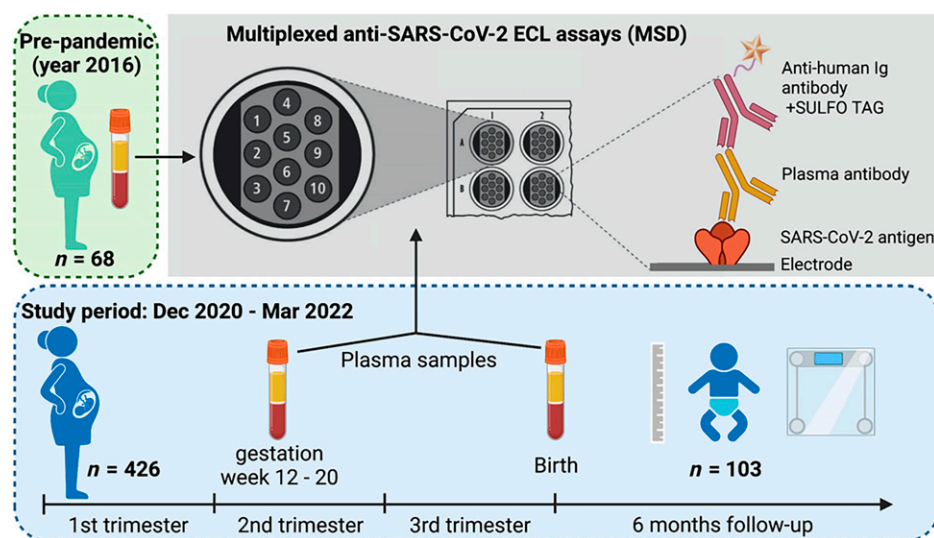 Pre-pandemic
(year 2016)
n = 68
Multiplexed anti-SARS-CoV-2 ECL assays (MSD)
1
2
3
4
5
6
7
8
9
10
1 2
A
B
Anti-human Ig
antibody
+SULFO TAG
Plasma antibody
SARS-CoV-2 antigen
Electrode
Study period: Dec 2020 - Mar 2022
Plasma samples
n = 426
gestation
week 12 - 20
Birth
n = 103
1st trimester
2nd trimester
3rd trimester
6 months follow-up